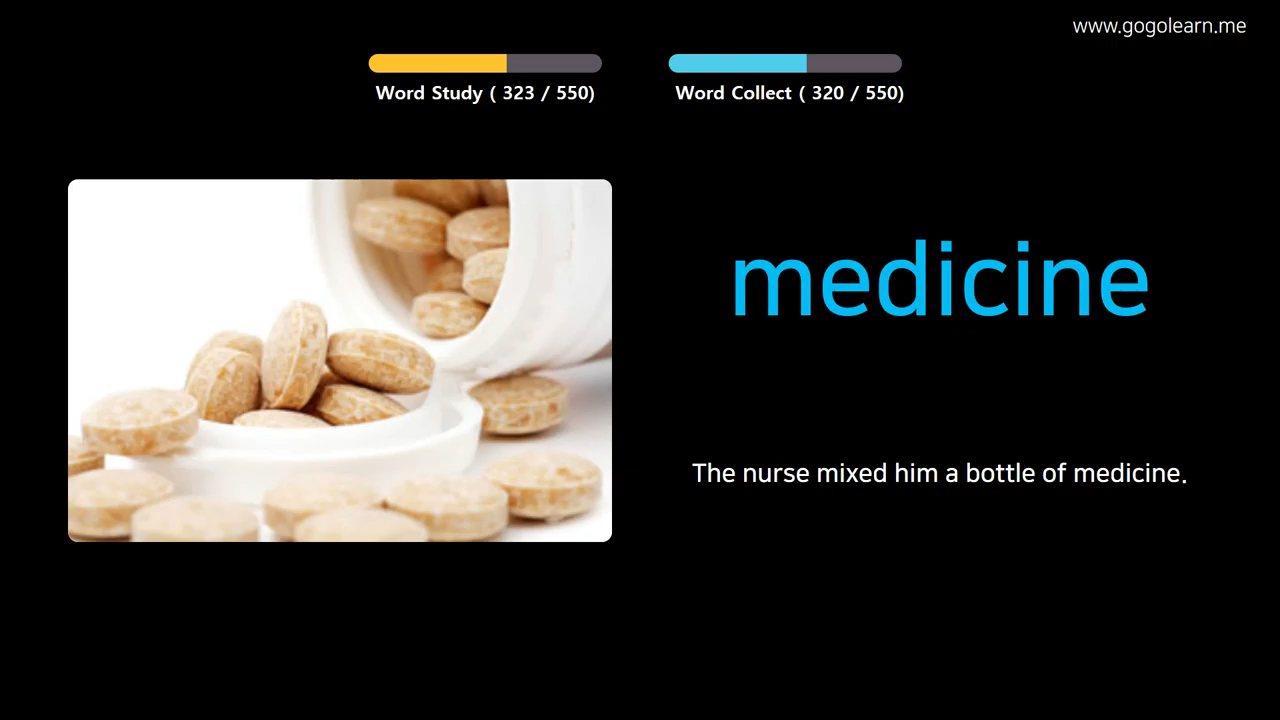 www.gogolearn.me
Word Study ( 323 / 550)
Word Collect ( 320 / 550)
medicine
The nurse mixed him a bottle of medicine.